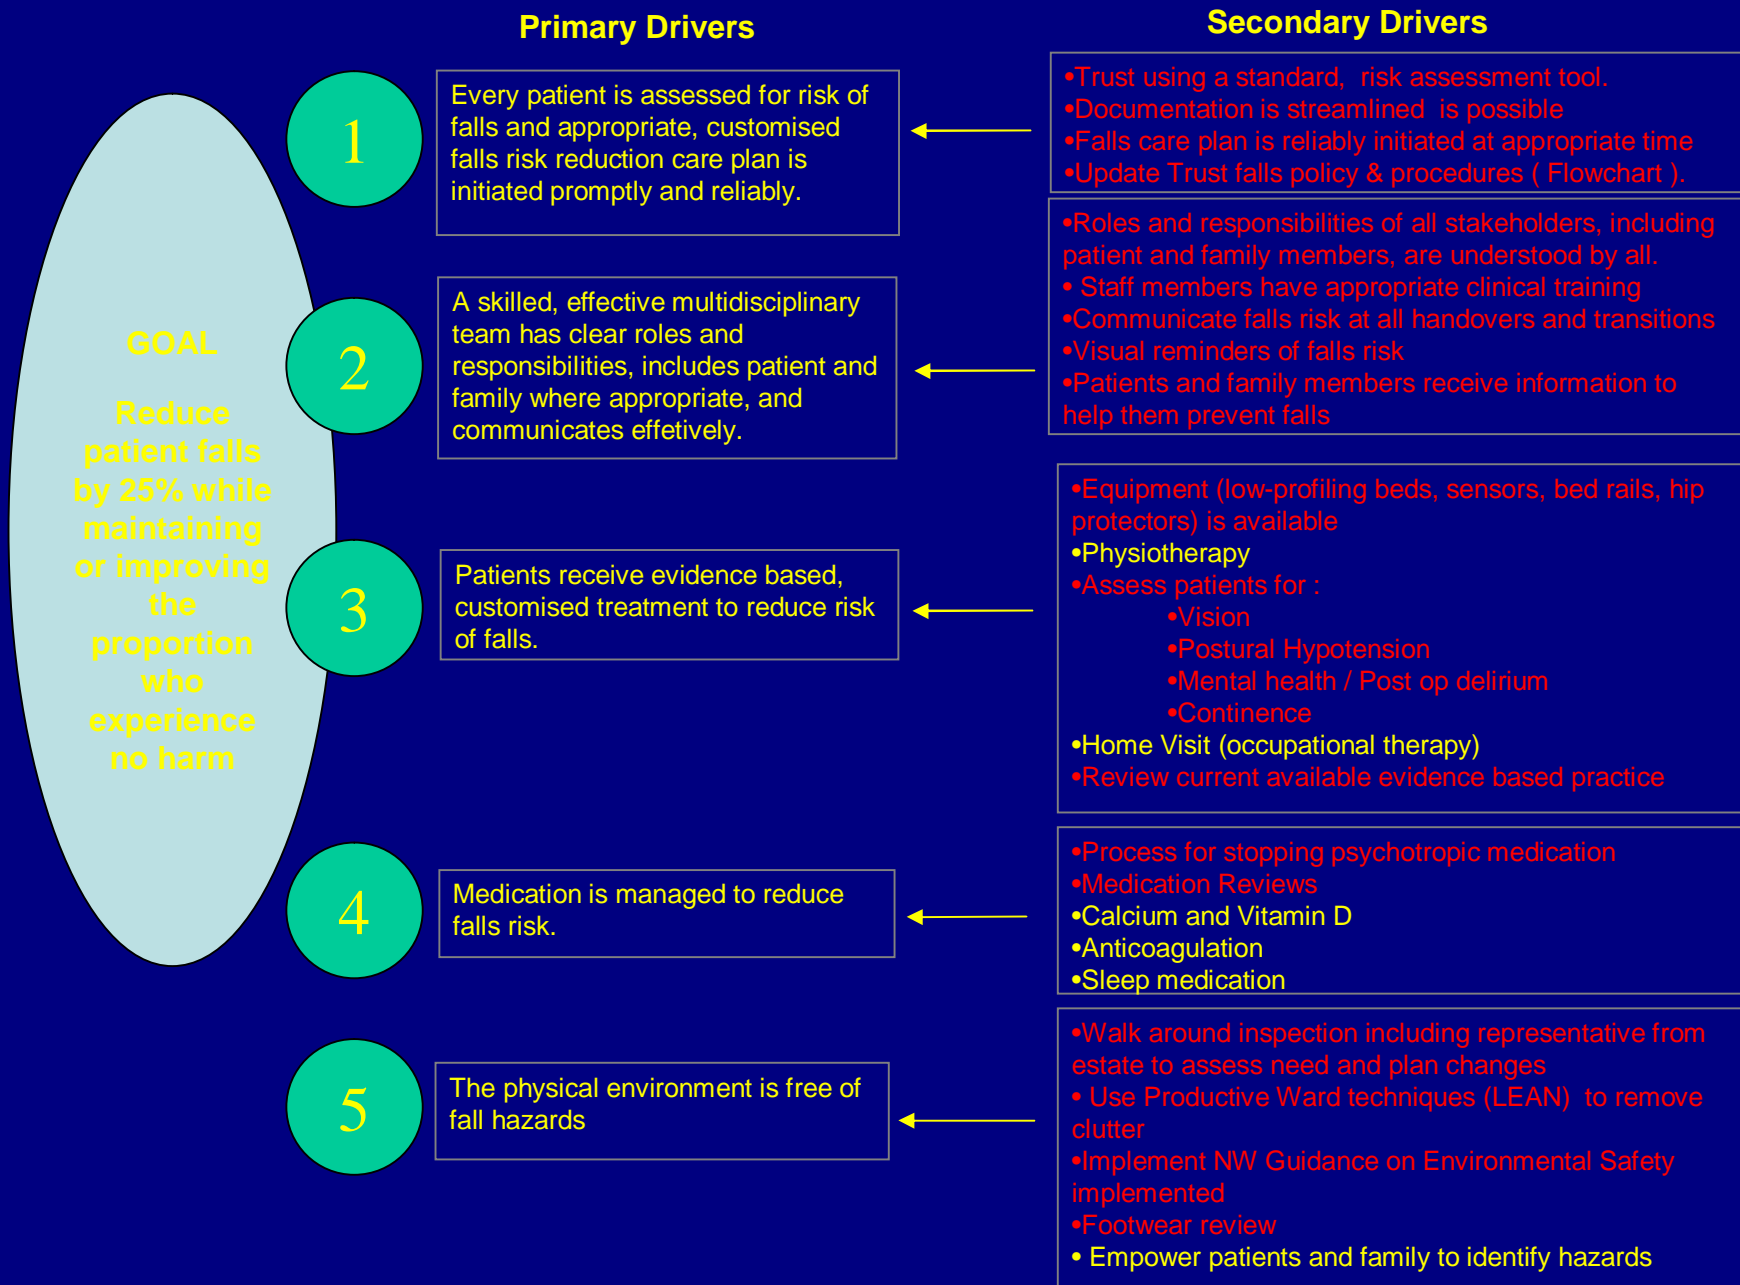 Primary Drivers
Secondary Drivers
GOAL
Reduce
patient falls
by 25% while
maintaining
or improving
the
proportion
who
experience
no harm
1
Every patient is assessed for risk of
falls and appropriate, customised
falls risk reduction care plan is
initiated promptly and reliably.
•Trust using a standard,  risk assessment tool.
•Documentation is streamlined  is possible
•Falls care plan is reliably initiated at appropriate time
•Update Trust falls policy & procedures ( Flowchart ).
2
A skilled, effective multidisciplinary
team has clear roles and
responsibilities, includes patient and
family where appropriate, and
communicates effetively.
•Roles and responsibilities of all stakeholders, including
patient and family members, are understood by all.
• Staff members have appropriate clinical training
•Communicate falls risk at all handovers and transitions
•Visual reminders of falls risk
•Patients and family members receive information to
help them prevent falls
3
Patients receive evidence based,
customised treatment to reduce risk
of falls.
•Equipment (low-profiling beds, sensors, bed rails, hip
protectors) is available
•Physiotherapy
•Assess patients for :
•Vision
•Postural Hypotension
•Mental health / Post op delirium
•Continence
•Home Visit (occupational therapy)
•Review current available evidence based practice
4
Medication is managed to reduce
falls risk.
•Process for stopping psychotropic medication
•Medication Reviews
•Calcium and Vitamin D
•Anticoagulation
•Sleep medication
5
The physical environment is free of
fall hazards
•Walk around inspection including representative from
estate to assess need and plan changes
• Use Productive Ward techniques (LEAN)  to remove
clutter
•Implement NW Guidance on Environmental Safety
implemented
•Footwear review
• Empower patients and family to identify hazards